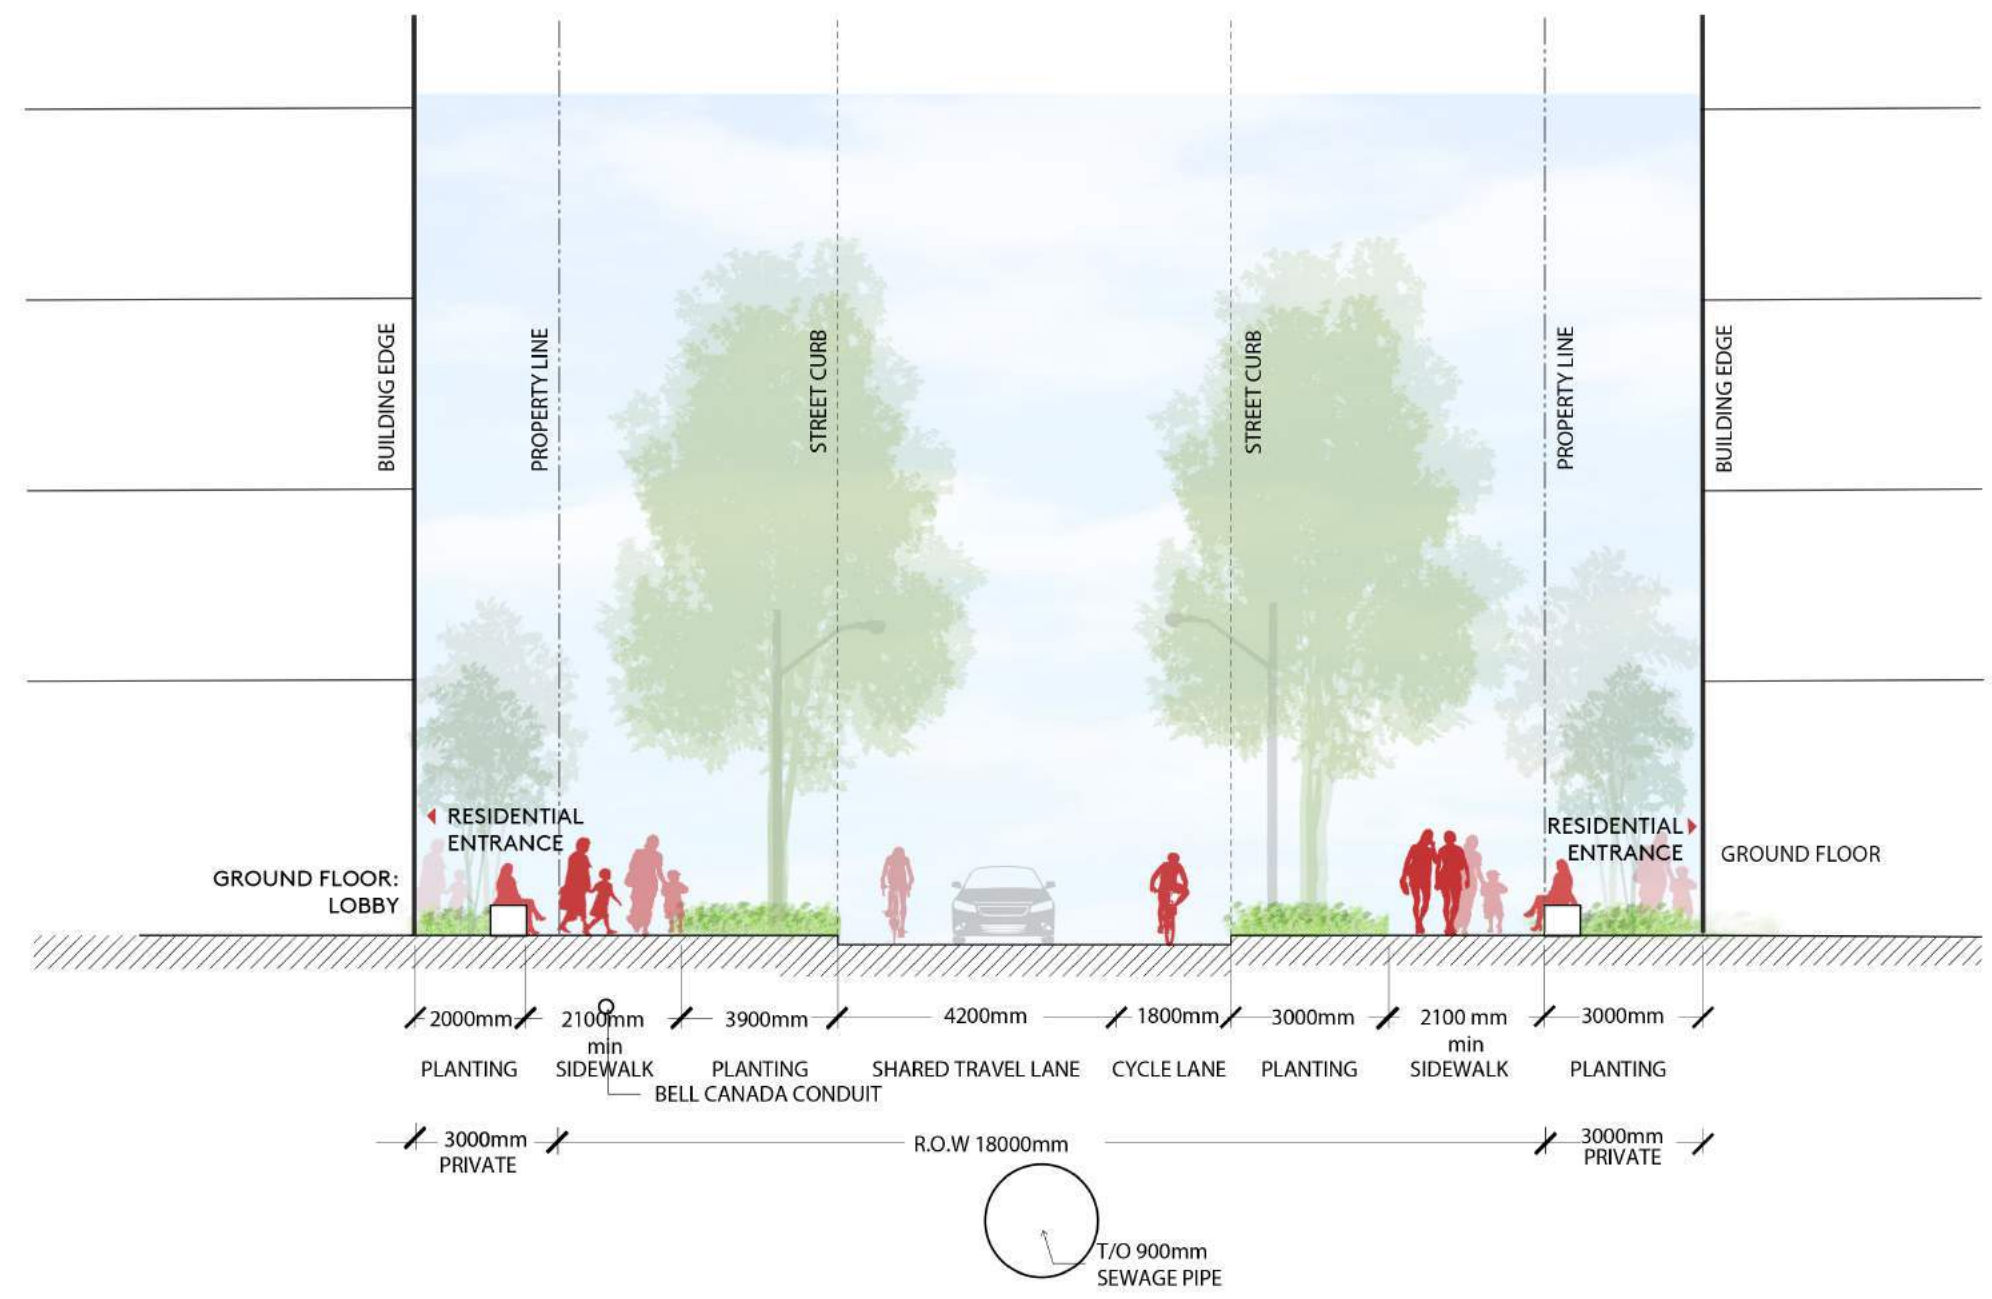 BUILDING EDGE
PROPERTY LINE
STREET CURB
STREET CURB
PROPERTY LINE
BUILDING EDGE
RESIDENTIAL
ENTRANCE
RESIDENTIAL
ENTRANCE
GROUND FLOOR:
LOBBY
GROUND FLOOR
2000mm
2100mm
min
3900mm
4200mm
1800mm
3000mm
2100 mm
min
3000mm
PLANTING
SIDEWALK
PLANTING
SHARED TRAVEL LANE
CYCLE LANE
PLANTING
SIDEWALK
PLANTING
BELL CANADA CONDUIT
3000mm
PRIVATE
R.O.W 18000mm
3000mm
PRIVATE
T/O 900mm
SEWAGE PIPE